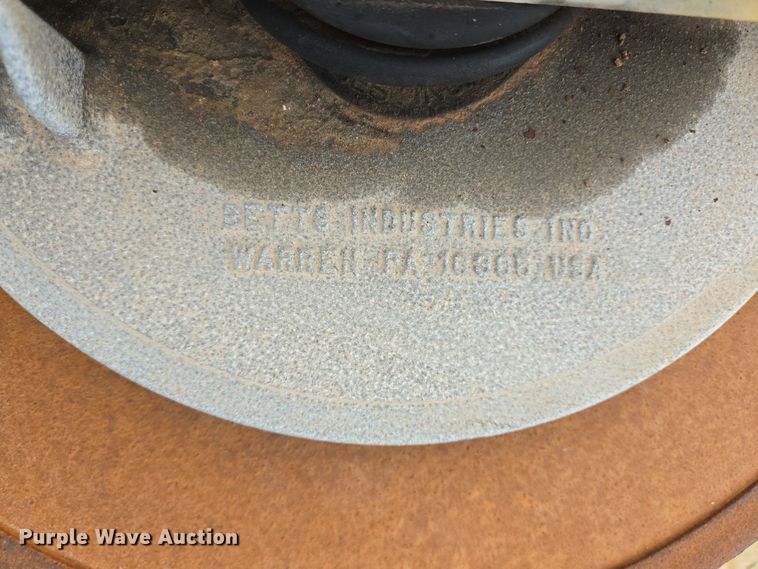 BETTS INDUSTRIES, INC
WARREN PA 16365 USA
Purple Wave Auction